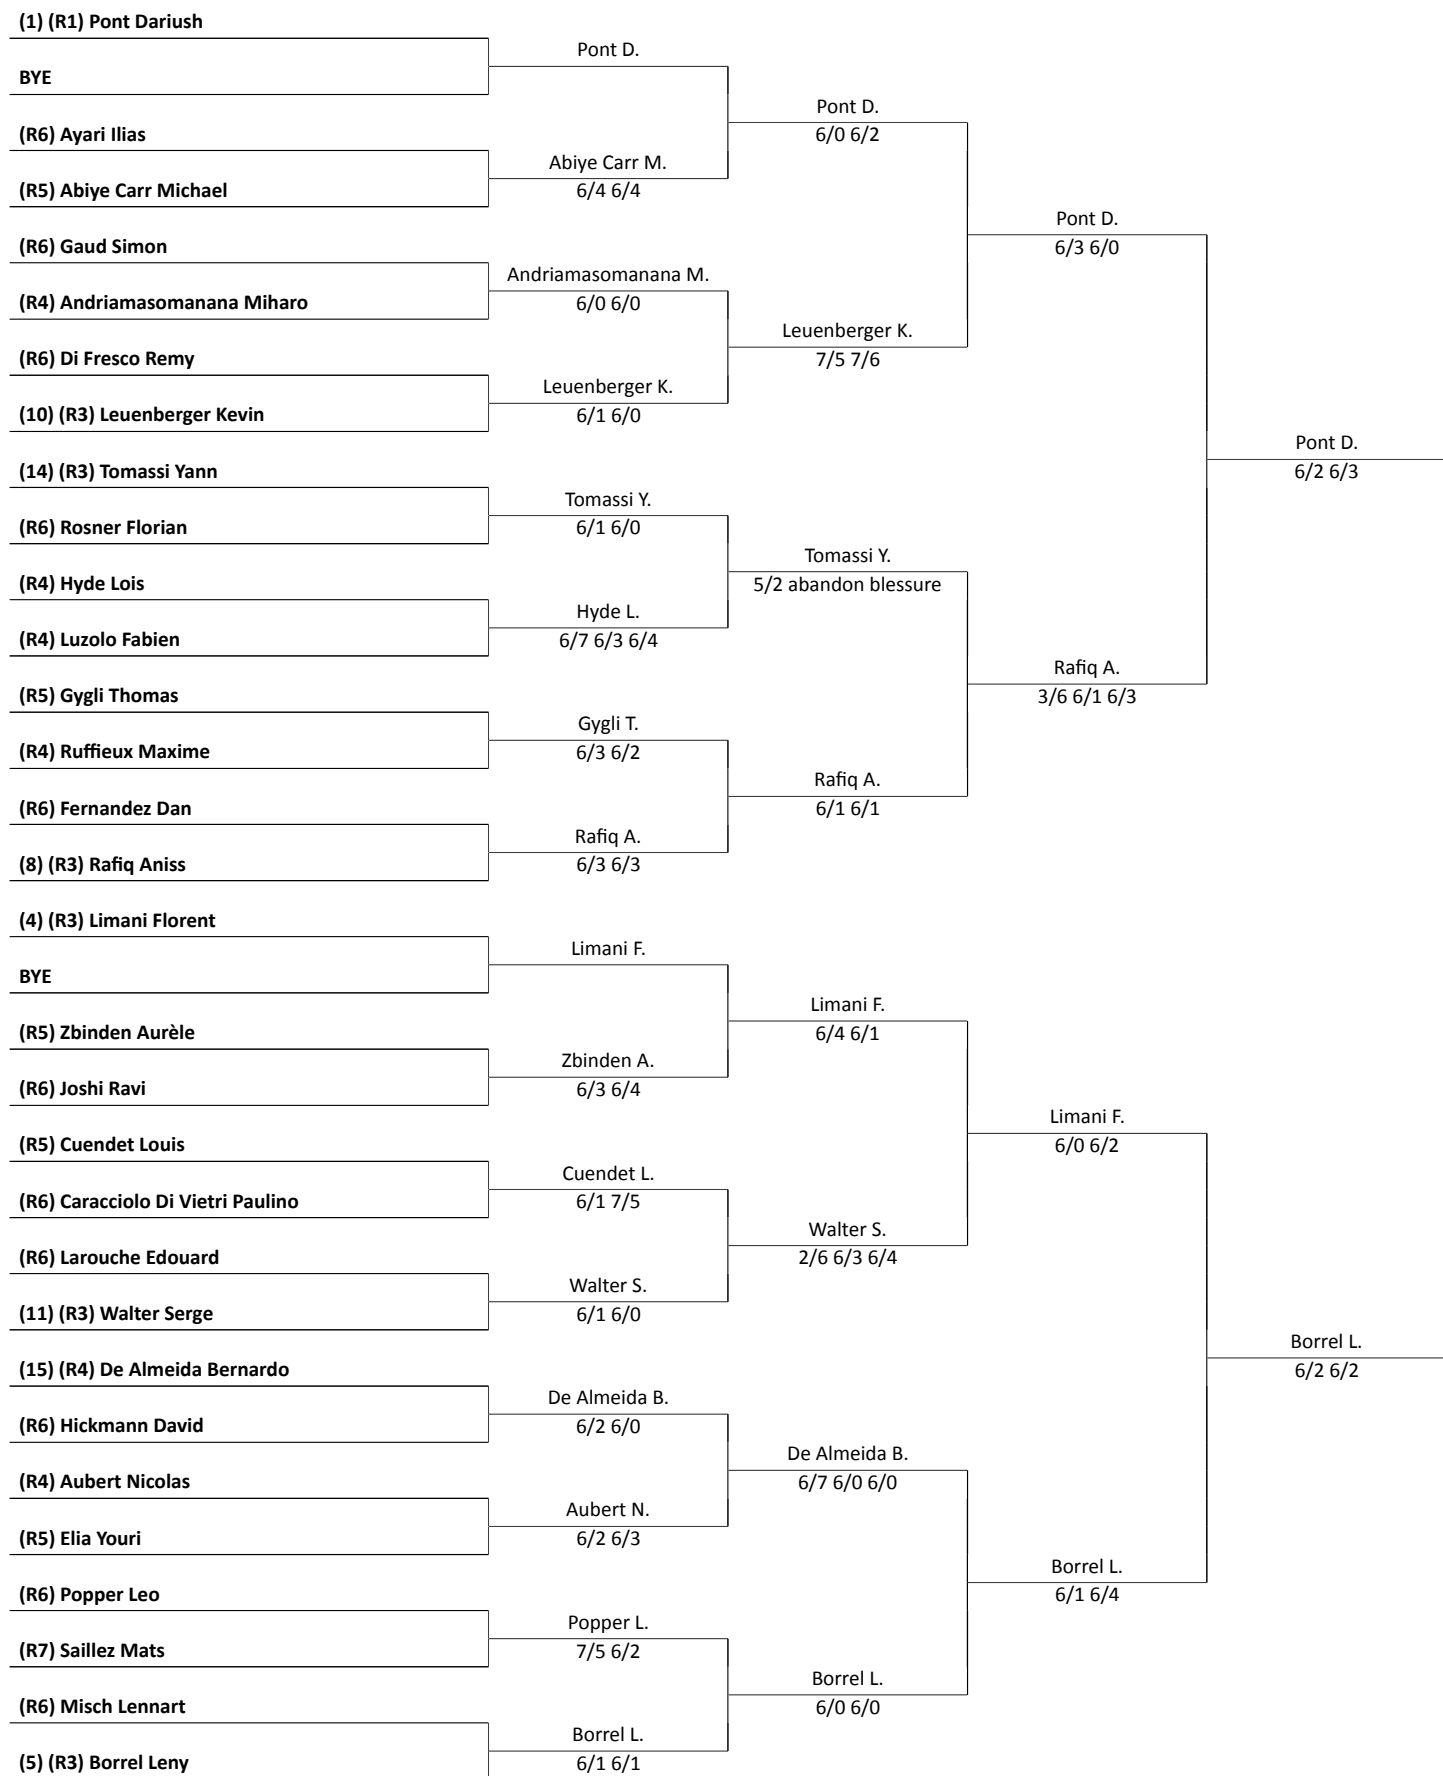 (1) (R1) Pont Dariush
BYE
(R6) Ayari Ilias
(R5) Abiye Carr Michael
(R6) Gaud Simon
(R4) Andriamasomanana Miharo
(R6) Di Fresco Remy
(10) (R3) Leuenberger Kevin
(14) (R3) Tomassi Yann
(R6) Rosner Florian
(R4) Hyde Lois
(R4) Luzolo Fabien
(R5) Gygli Thomas
(R4) Ruffieux Maxime
(R6) Fernandez Dan
(8) (R3) Rafiq Aniss
(4) (R3) Limani Florent
BYE
(R5) Zbinden Aurèle
(R6) Joshi Ravi
(R5) Cuendet Louis
(R6) Caracciolo Di Vietri Paulino
(R6) Larouche Edouard
(11) (R3) Walter Serge
(15) (R4) De Almeida Bernardo
(R6) Hickmann David
(R4) Aubert Nicolas
(R5) Elia Youri
(R6) Popper Leo
(R7) Saillez Mats
(R6) Misch Lennart
(5) (R3) Borrel Leny
Pont D.
Abiye Carr M.
6/4 6/4
Andriamasomanana M.
6/0 6/0
Leuenberger K.
6/1 6/0
Tomassi Y.
6/1 6/0
Hyde L.
6/7 6/3 6/4
Gygli T.
6/3 6/2
Rafiq A.
6/3 6/3
Limani F.
Zbinden A.
6/3 6/4
Cuendet L.
6/1 7/5
Walter S.
6/1 6/0
De Almeida B.
6/2 6/0
Aubert N.
6/2 6/3
Popper L.
7/5 6/2
Borrel L.
6/1 6/1
Pont D.
6/0 6/2
Leuenberger K.
7/5 7/6
Tomassi Y.
5/2 abandon blessure
Rafiq A.
6/1 6/1
Limani F.
6/4 6/1
Walter S.
2/6 6/3 6/4
De Almeida B.
6/7 6/0 6/0
Borrel L.
6/0 6/0
Pont D.
6/3 6/0
Rafiq A.
3/6 6/1 6/3
Limani F.
6/0 6/2
Borrel L.
6/1 6/4
Pont D.
6/2 6/3
Borrel L.
6/2 6/2